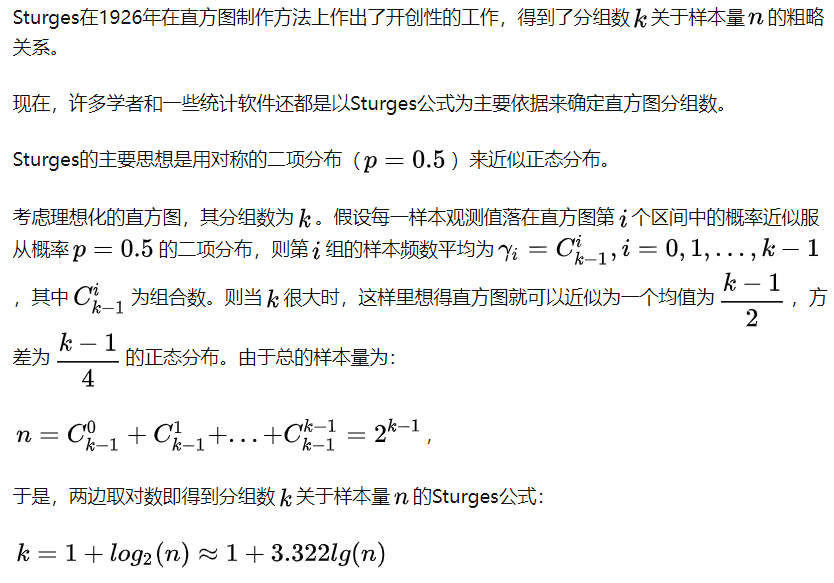 Sturges在1926年在直方图制作方法上作出了开创性的工作，得到了分组数 k 关于样本量 n 的粗略
关系。
现在，许多学者和一些统计软件还都是以Sturges公式为主要依据来确定直方图分组数。
Sturges的主要思想是用对称的二项分布（p = 0.5）来近似正态分布。
考虑理想化的直方图，其分组数为 k。假设每一样本观测值落在直方图第 i 个区间中的概率近似服
从概率 p = 0.5 的二项分布，则第 i 组的样本频数平均为 $\gamma_i = C_{k-1}^{i}, i = 0, 1, \ldots, k-1$
，其中 $C_{k-1}^{i}$ 为组合数。则当 k 很大时，这样里想得直方图就可以近似为一个均值为 $\frac{k-1}{2}$，方
差为 $\frac{k-1}{4}$ 的正态分布。由于总的样本量为：
$n = C_{k-1}^{0} + C_{k-1}^{1} + \ldots + C_{k-1}^{k-1} = 2^{k-1}$，
于是，两边取对数即得到分组数 k 关于样本量 n 的Sturges公式：
$k = 1 + log_2(n) \approx 1 + 3.322lg(n)$